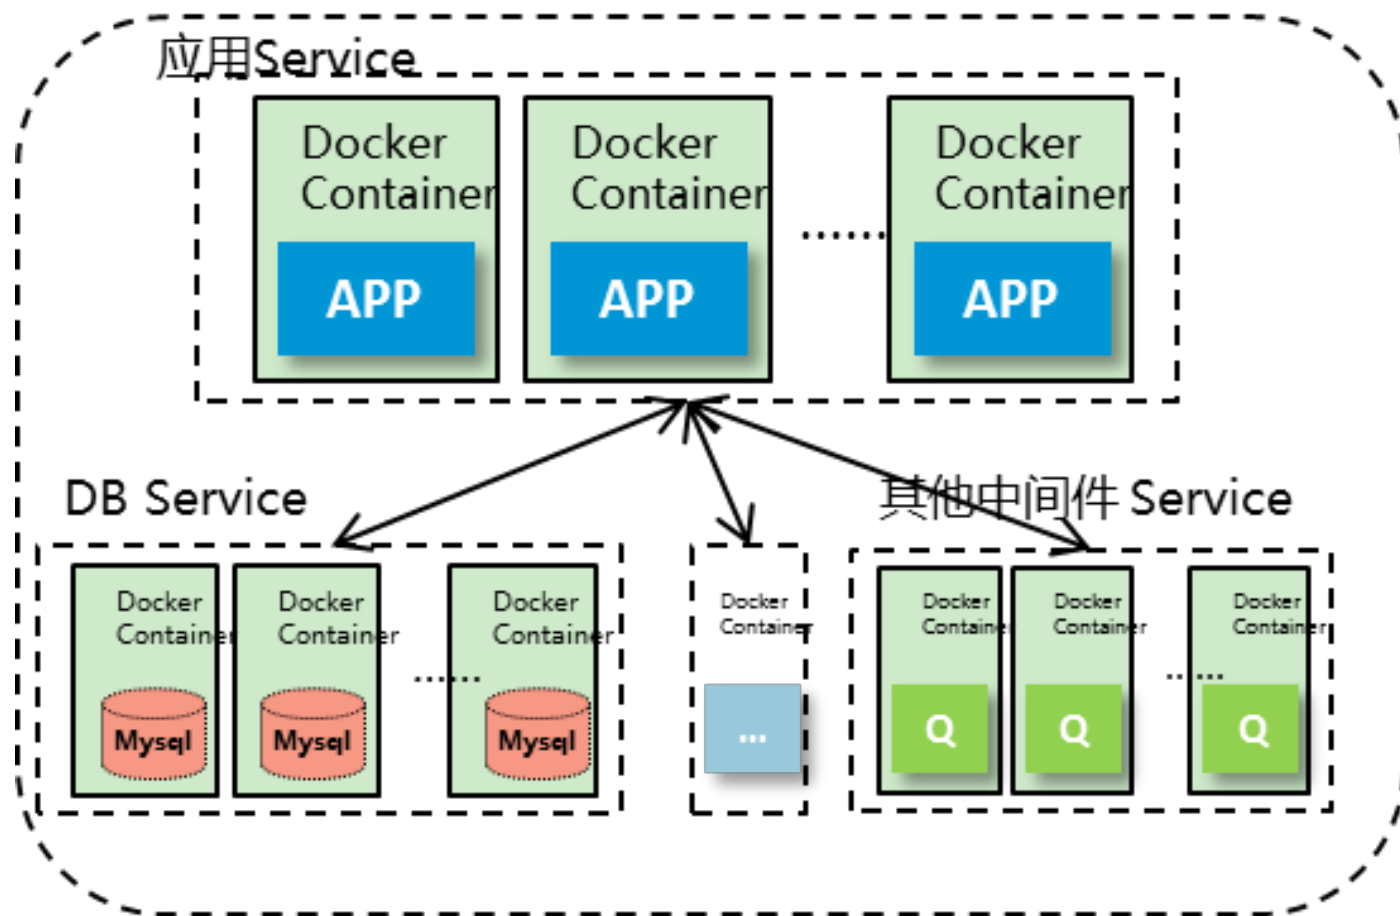 应用Service
Docker
Container
APP
Docker
Container
APP
......
Docker
Container
APP
DB Service
Docker
Container
Mysql
Docker
Container
Mysql
......
Docker
Container
Mysql
Docker
Container
...
其他中间件 Service
Docker
Container
Q
Docker
Container
Q
......
Docker
Container
Q